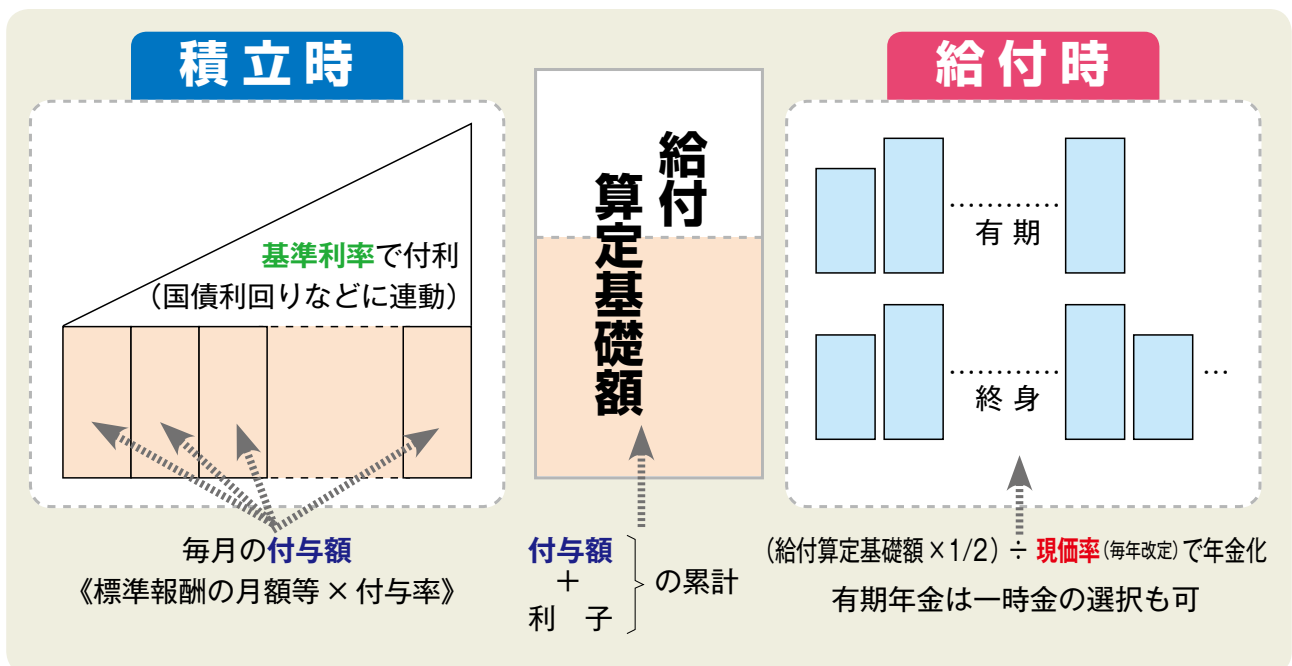 積立時
基準利率で付利
（国債利回りなどに連動）
毎月の付与額
《標準報酬の月額等 × 付与率》
給付
算定基礎額
付与額
＋
利　子
の累計
給付時
…………
有 期
…………
…
終 身
（給付算定基礎額×1/2）÷ 現価率（毎年改定）で年金化
有期年金は一時金の選択も可